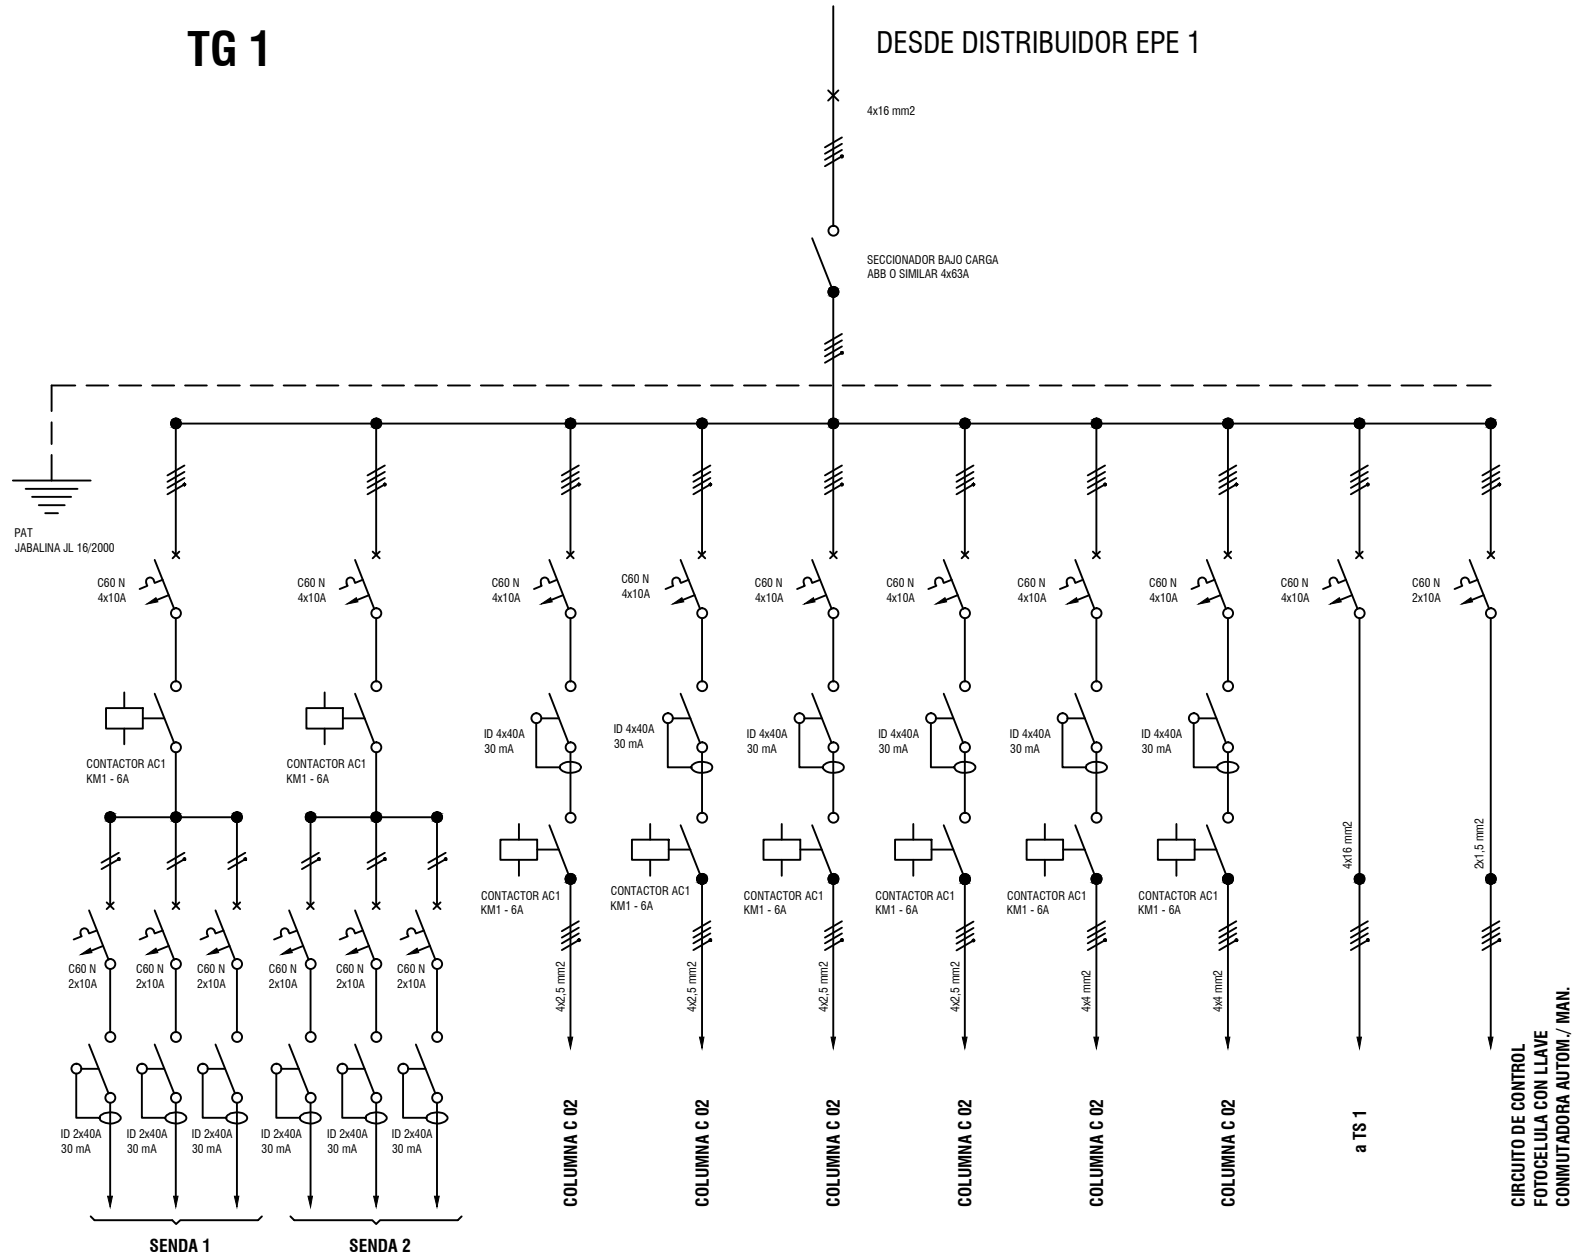 TG 1
DESDE DISTRIBUIDOR EPE 1
4x16 mm2
SECCIONADOR BAJO CARGA
ABB O SIMILAR 4x63A
PAT
JABALINA JL 16/2000
C60 N
4x10A
C60 N
4x10A
C60 N
4x10A
C60 N
4x10A
C60 N
4x10A
C60 N
4x10A
C60 N
4x10A
C60 N
4x10A
C60 N
4x10A
C60 N
2x10A
CONTACTOR AC1
KM1 - 6A
CONTACTOR AC1
KM1 - 6A
ID 4x40A
30 mA
ID 4x40A
30 mA
ID 4x40A
30 mA
ID 4x40A
30 mA
ID 4x40A
30 mA
ID 4x40A
30 mA
CONTACTOR AC1
KM1 - 6A
CONTACTOR AC1
KM1 - 6A
CONTACTOR AC1
KM1 - 6A
CONTACTOR AC1
KM1 - 6A
CONTACTOR AC1
KM1 - 6A
CONTACTOR AC1
KM1 - 6A
4x16 mm2
2x1,5 mm2
C60 N
2x10A
C60 N
2x10A
C60 N
2x10A
C60 N
2x10A
C60 N
2x10A
C60 N
2x10A
4x2,5 mm2
4x2,5 mm2
4x2,5 mm2
4x2,5 mm2
4x4 mm2
4x4 mm2
ID 2x40A
30 mA
ID 2x40A
30 mA
ID 2x40A
30 mA
ID 2x40A
30 mA
ID 2x40A
30 mA
ID 2x40A
30 mA
COLUMNA C 02
COLUMNA C 02
COLUMNA C 02
COLUMNA C 02
COLUMNA C 02
COLUMNA C 02
a TS 1
CIRCUITO DE CONTROL
FOTOCELULA CON LLAVE
CONMUTADORA AUTOM./ MAN.
SENDA 1
SENDA 2